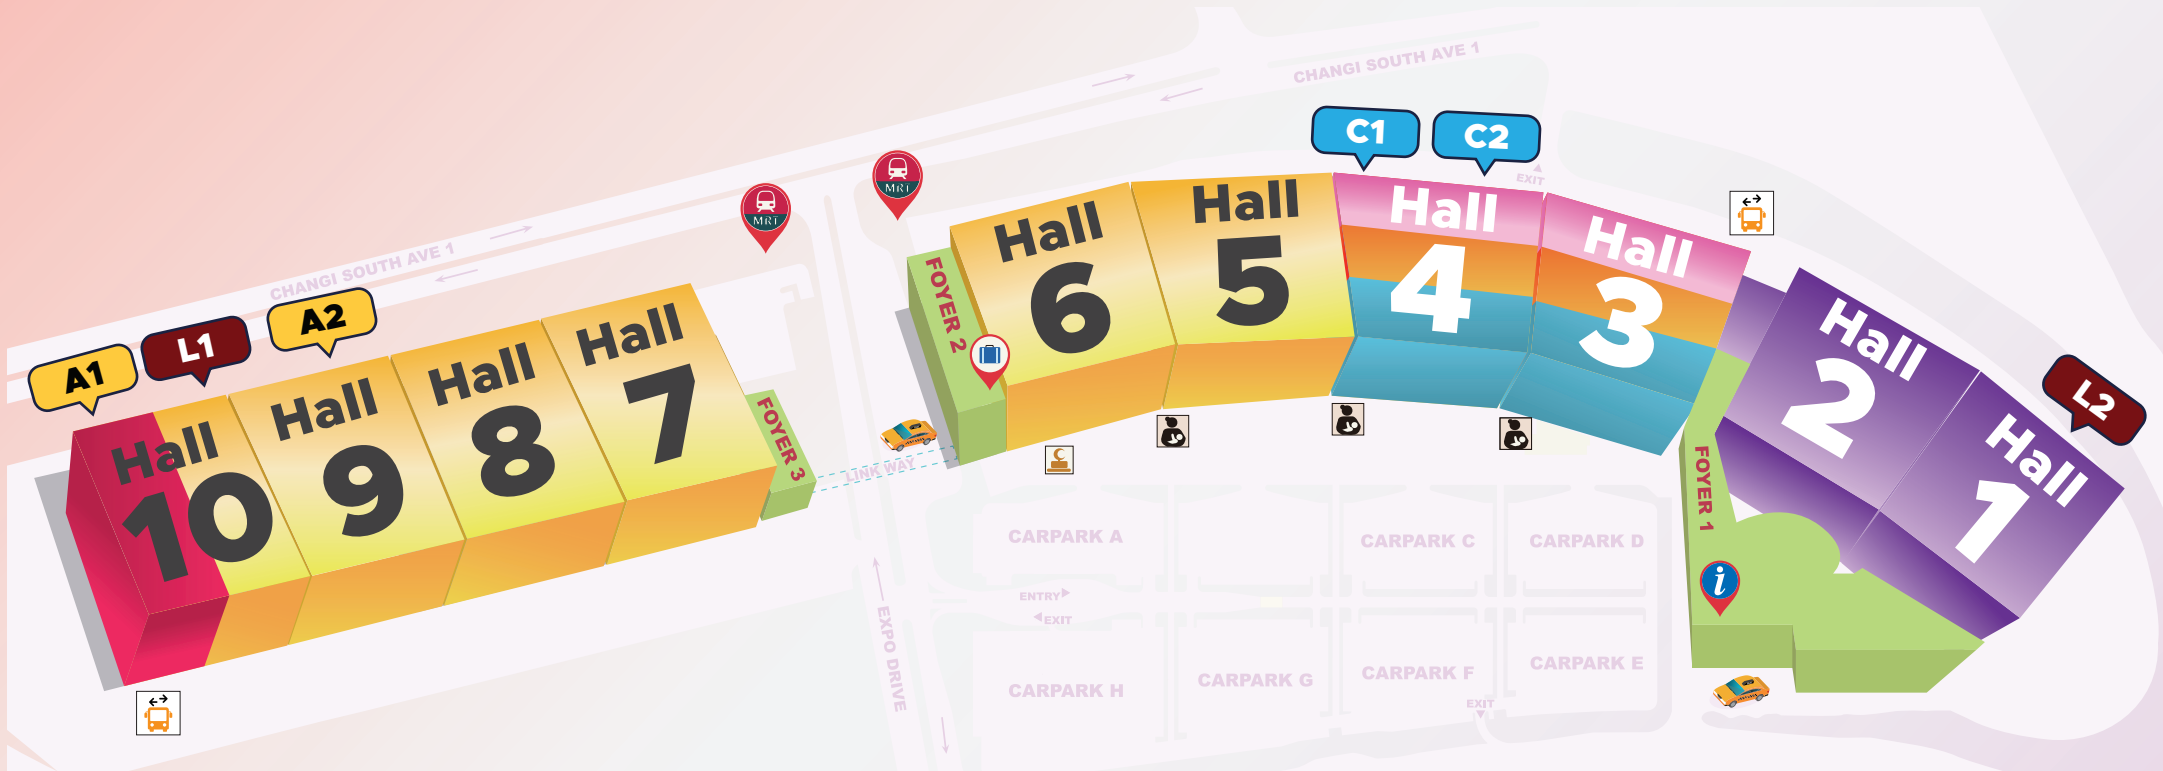 CHANGI SOUTH AVE 1
CHANGI SOUTH AVE 1
A1
L1
A2
MRT
MRT
C1
C2
EXIT
L2
Hall
10
Hall
9
Hall
8
Hall
7
FOYER 3
LINK WAY
FOYER 2
Hall
6
Hall
5
Hall
4
Hall
3
Hall
2
Hall
1
FOYER 1
i
EXPO DRIVE
CARPARK A
CARPARK C
CARPARK D
ENTRY
EXIT
CARPARK H
CARPARK G
CARPARK F
CARPARK E
EXIT